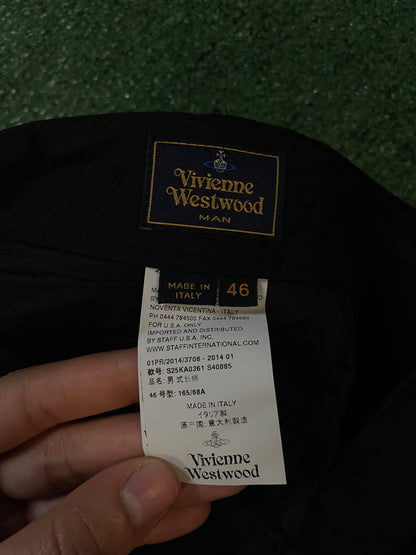 Vivienne
Westwood
MAN
MADE IN
ITALY
46
NOVENTA VICENTINA - ITALY
PH 0444 784500 FAX 0444 784560
FOR U.S.A. ONLY
IMPORTED AND DISTRIBUTED
BY STAFF U.S.A. INC.
WWW.STAFFINTERNATIONAL.COM
01PR/2014/3706 - 2014 01
款号: S25KA0361 S40885
品名: 男式长裤
46 号型: 165/68A
MADE IN ITALY
イタリア製
原户国: 意大利製造
Vivienne
Westwood